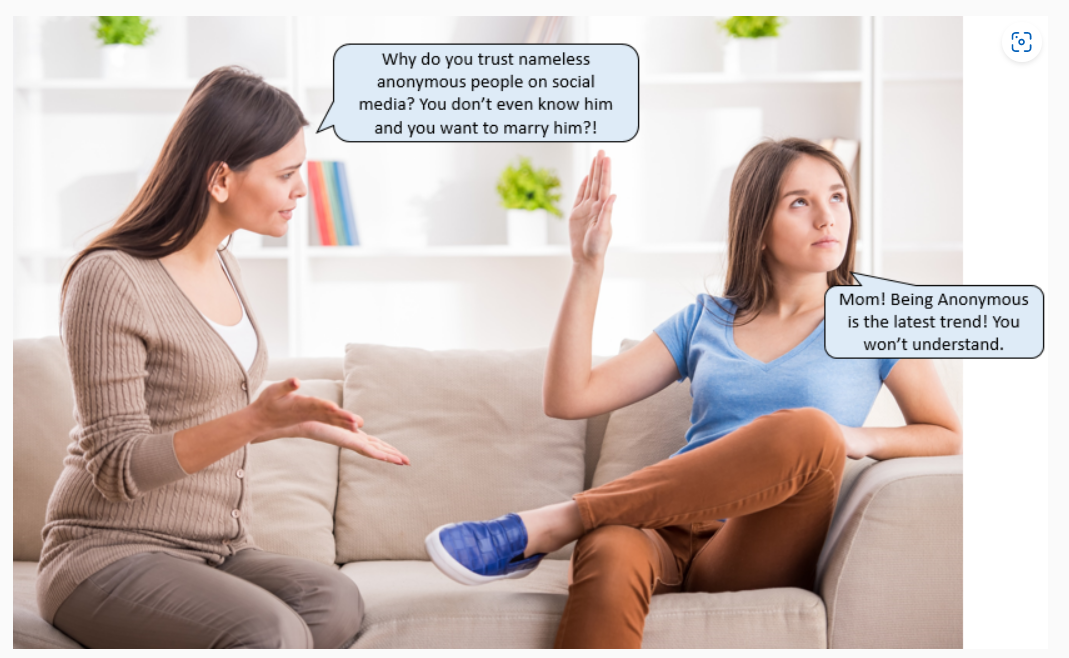 Why do you trust nameless
anonymous people on social
media? You don’t even know him
and you want to marry him?!
Mom! Being Anonymous
is the latest trend! You
won’t understand.